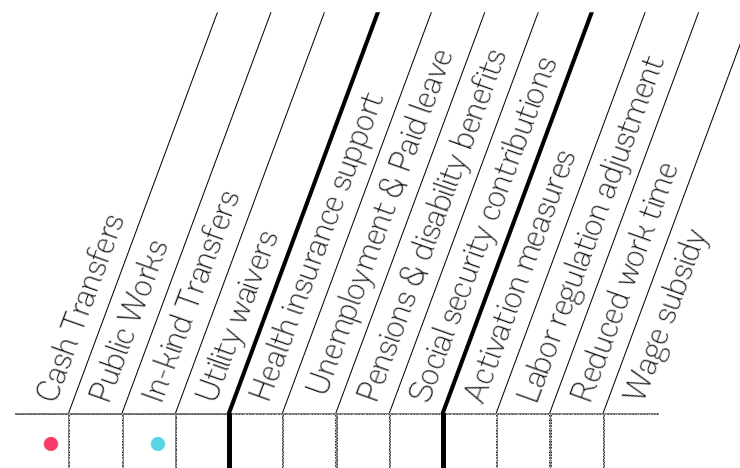 Cash Transfers
Public Works
In-kind Transfers
Utility waivers
Health insurance support
Unemployment & Paid leave
Pensions & disability benefits
Social security contributions
Activation measures
Labor regulation adjustment
Reduced work time
Wage subsidy